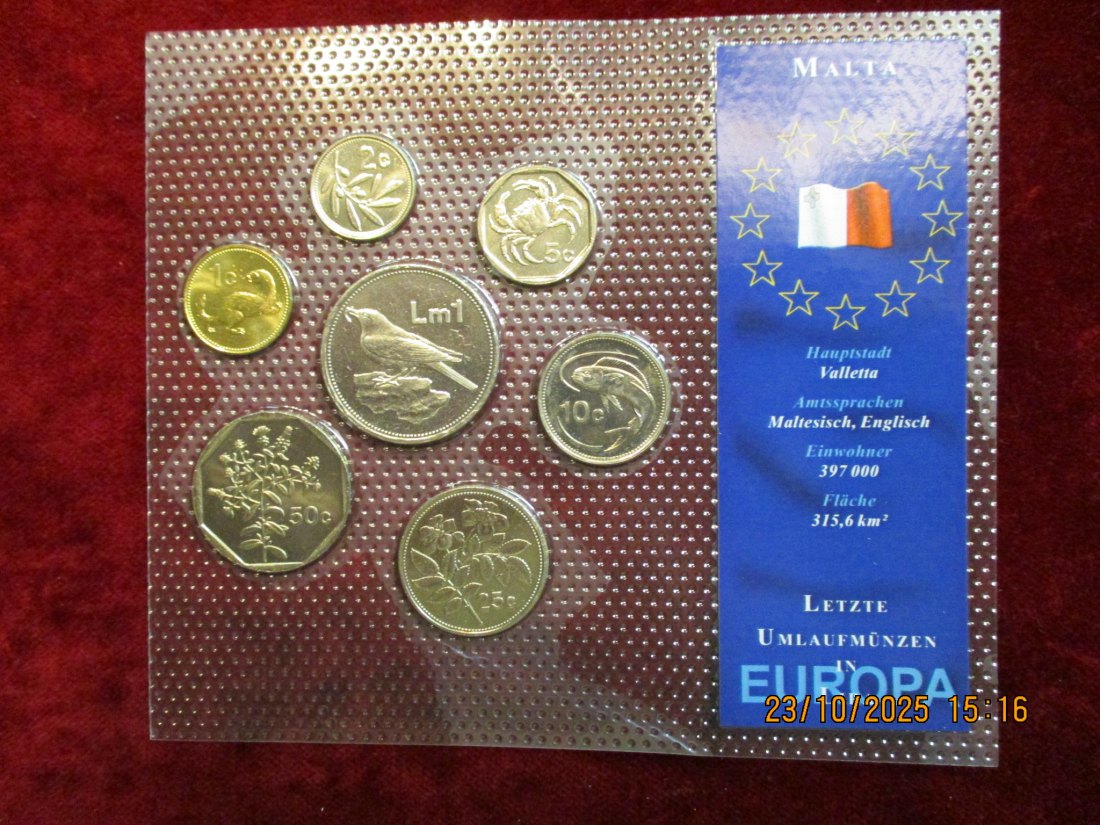 MALTA
2c
5c
1c
Lm1
10c
50c
25c
Hauptstadt
Valletta
Amtssprachen
Maltesisch, Englisch
Einwohner
397 000
Fläche
315,6 km²
LETZTE
UMLAUFMÜNZEN
IN
EUROPA
23/10/2025 15:16